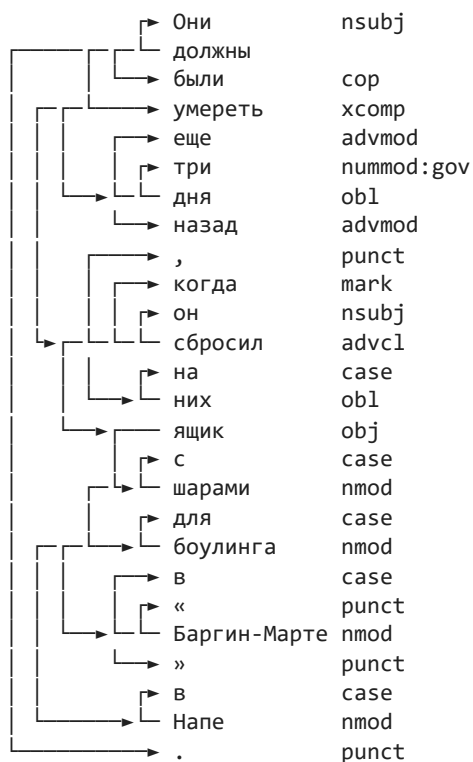 Они nsubj
должны
были cop
умереть xcomp
еще advmod
три nummod:gov
дня obl
назад advmod
, punct
когда mark
он nsubj
сбросил advcl
на case
них obl
ящик obj
с case
шарами nmod
для case
боулинга nmod
в case
« punct
Баргин-Марте nmod
» punct
в case
Напе nmod
. punct